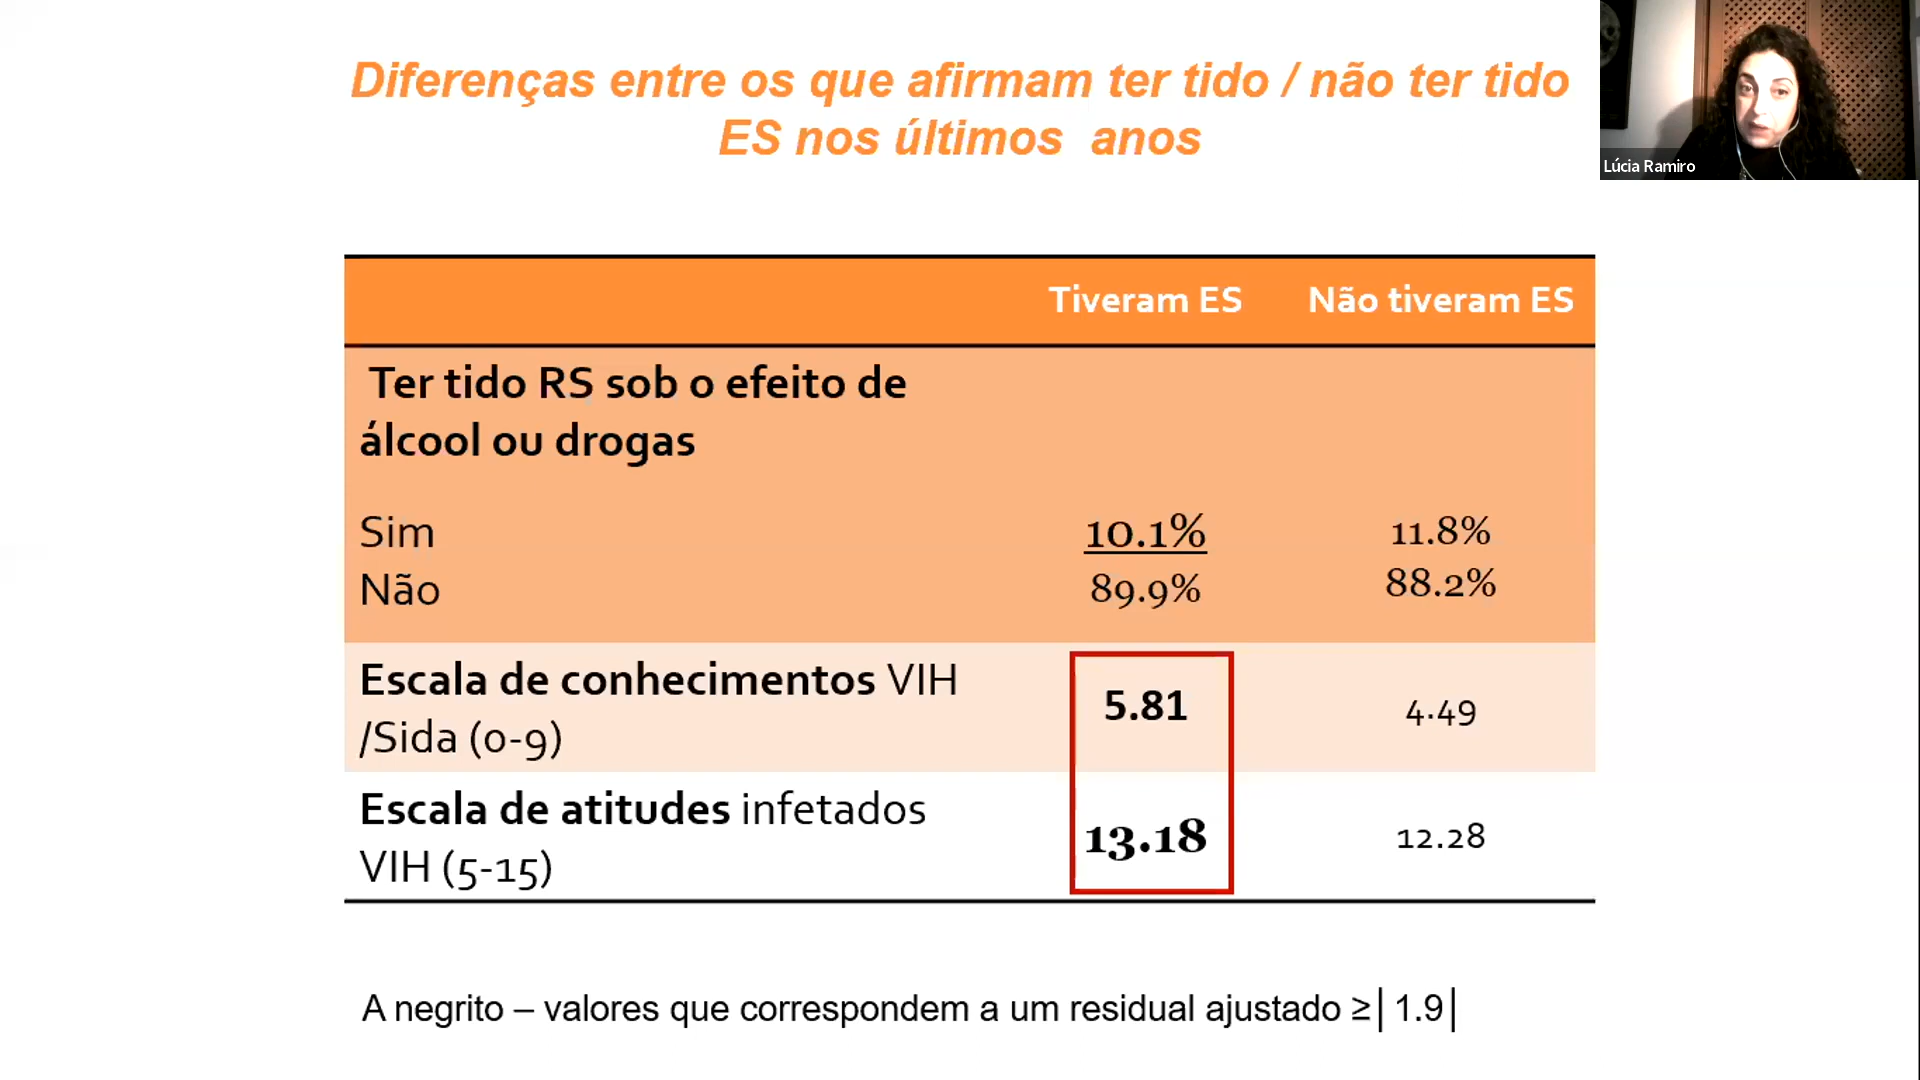 Diferenças entre os que afirmam ter tido / não ter tido
ES nos últimos anos
Lúcia Ramiro
Tiveram ES Não tiveram ES
Ter tido RS sob o efeito de
álcool ou drogas
Sim 10.1% 11.8%
Não 89.9% 88.2%
Escala de conhecimentos VIH
/Sida (0-9) 5.81 4.49
Escala de atitudes infetados
VIH (5-15) 13.18 12.28
A negrito – valores que correspondem a um residual ajustado ≥| 1.9|